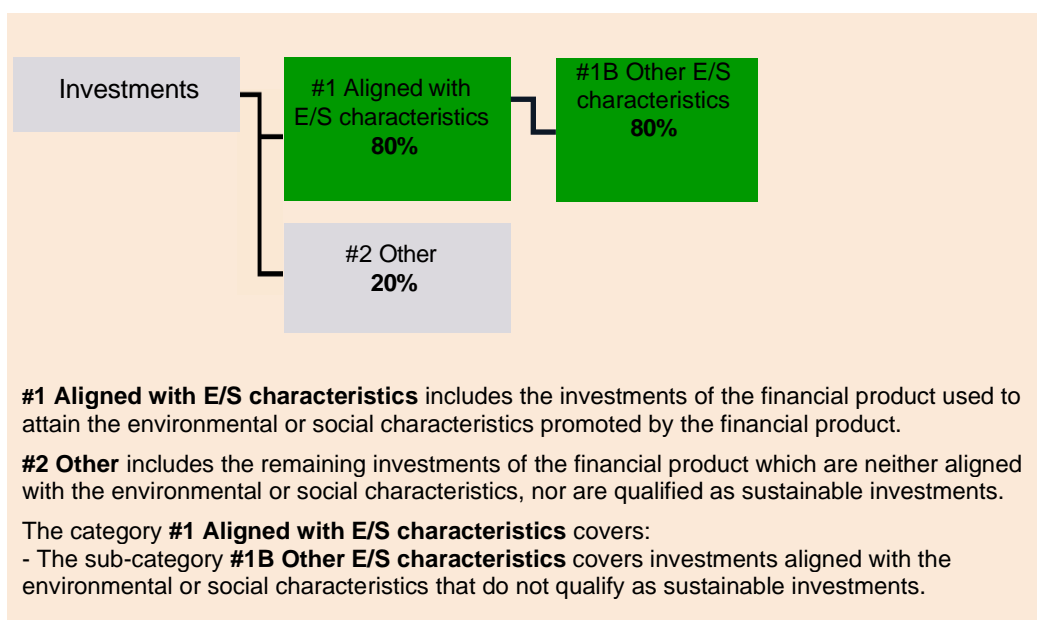 Investments
#1 Aligned with
E/S characteristics
80%
#1B Other E/S
characteristics
80%
#2 Other
20%
#1 Aligned with E/S characteristics includes the investments of the financial product used to
attain the environmental or social characteristics promoted by the financial product.
#2 Other includes the remaining investments of the financial product which are neither aligned
with the environmental or social characteristics, nor are qualified as sustainable investments.
The category #1 Aligned with E/S characteristics covers:
- The sub-category #1B Other E/S characteristics covers investments aligned with the
environmental or social characteristics that do not qualify as sustainable investments.